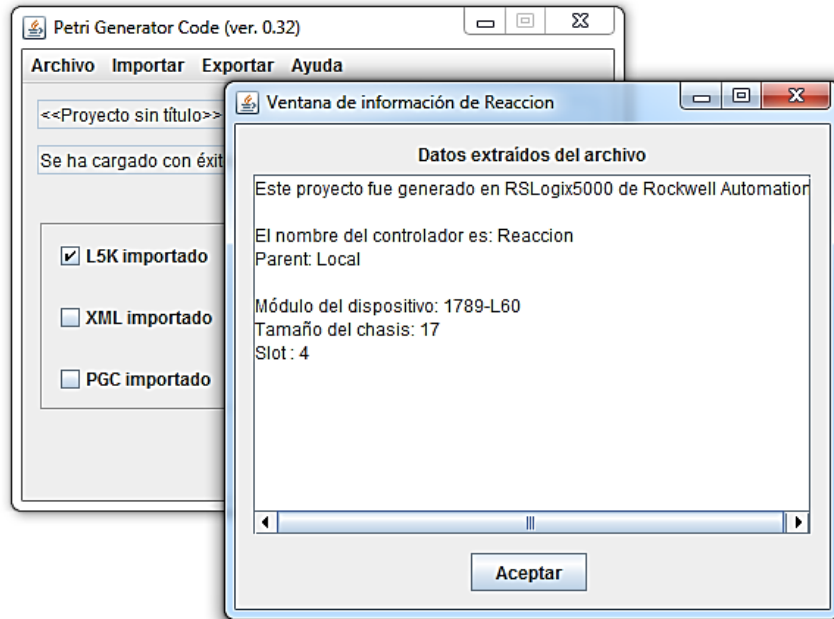 Petri Generator Code (ver. 0.32)
Archivo Importar Exportar Ayuda
<<Proyecto sin título>>
Se ha cargado con éxit
L5K importado
XML importado
PGC importado
Ventana de información de Reaccion
Datos extraídos del archivo
Este proyecto fue generado en RSLogix5000 de Rockwell Automation
El nombre del controlador es: Reaccion
Parent: Local
Módulo del dispositivo: 1789-L60
Tamaño del chasis: 17
Slot : 4
Aceptar